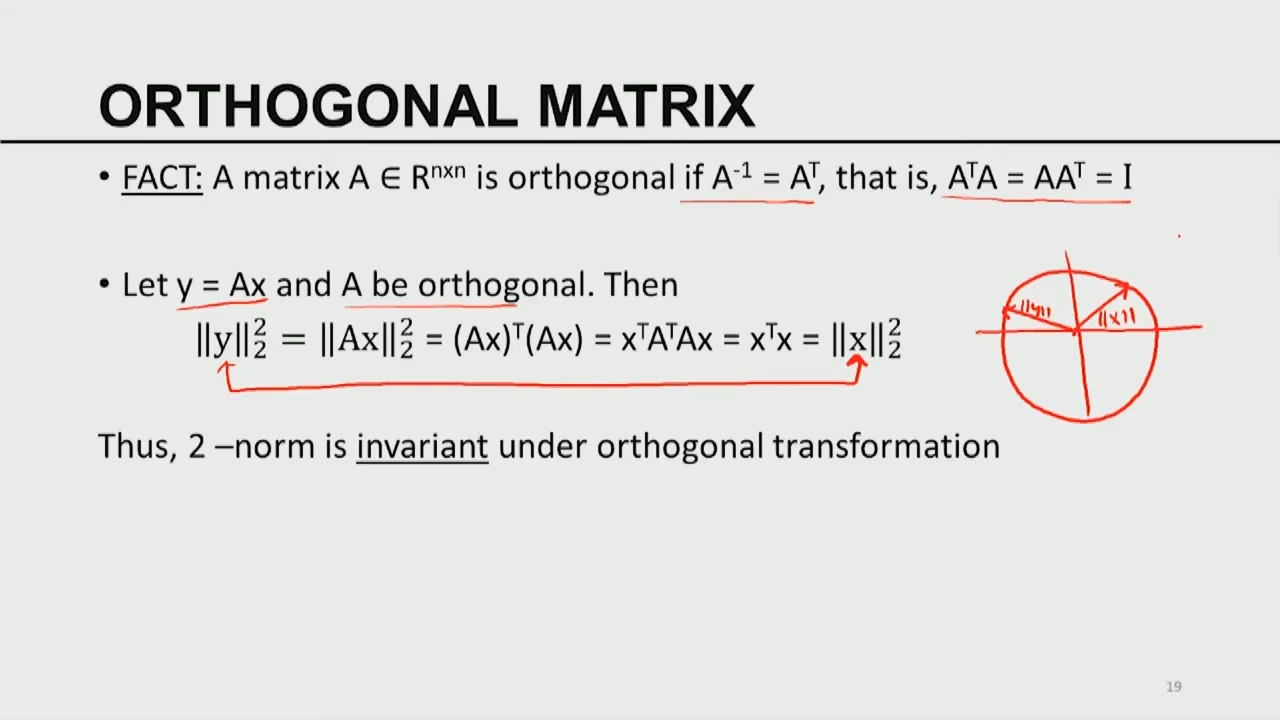 ORTHOGONAL MATRIX
• FACT: A matrix A ∈ Rⁿˣⁿ is orthogonal if A⁻¹ = Aᵀ, that is, AᵀA = AAᵀ = I
• Let y = Ax and A be orthogonal. Then
||y||₂² = ||Ax||₂² = (Ax)ᵀ(Ax) = xᵀAᵀAx = xᵀx = ||x||₂²
||y||
||x||
Thus, 2 –norm is invariant under orthogonal transformation
19